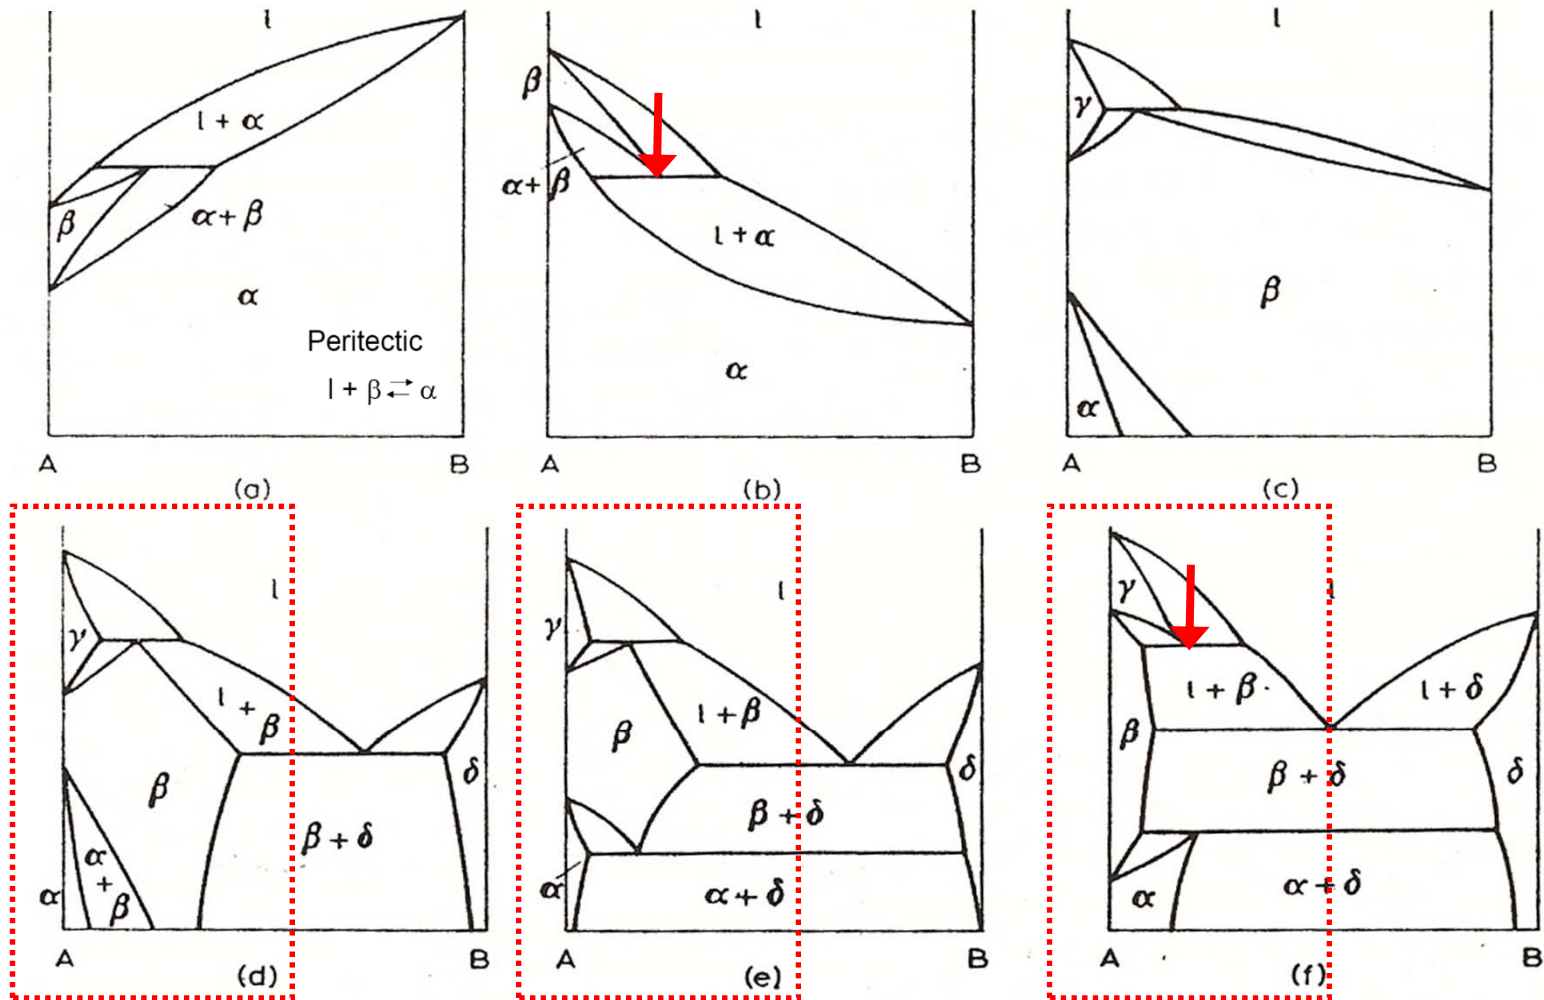 l
l + α
β
α + β
α
Peritectic
l + β ⇄ α
A
B
(a)
l
β
α + β
l + α
α
A
B
(b)
l
γ
β
α
A
B
(c)
l
γ
l +
β
β
δ
β + δ
α
+
β
α
A
B
(d)
l
γ
l + β
β
δ
β + δ
α
α + δ
A
B
(e)
γ
l
l + β
l + δ
β
β + δ
δ
α
α + δ
A
B
(f)